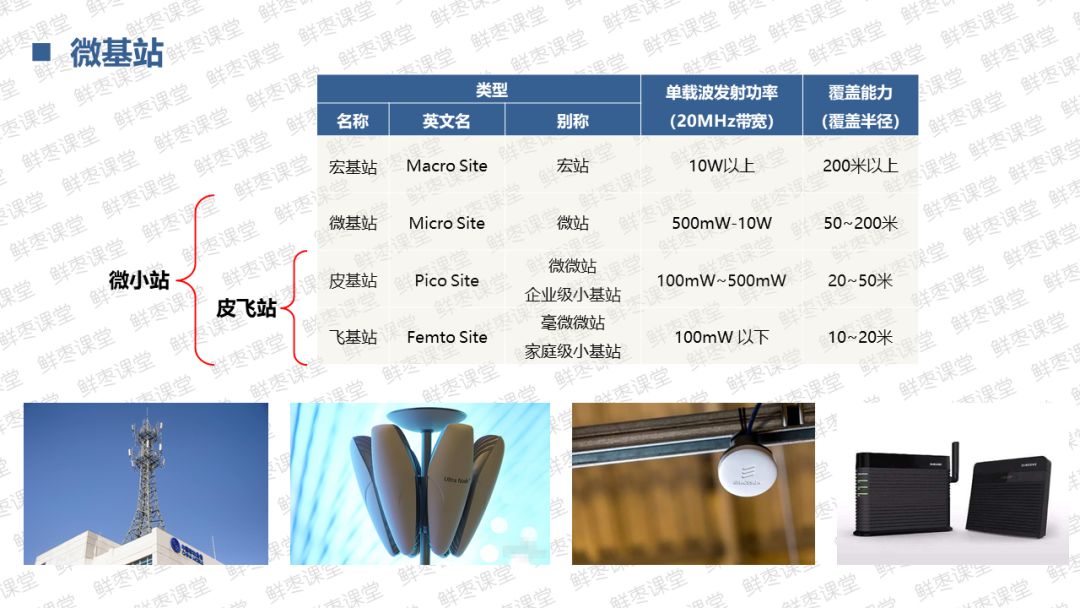 微基站
类型
单载波发射功率
（20MHz带宽）
覆盖能力
（覆盖半径）
名称
英文名
别称
宏基站
Macro Site
宏站
10W以上
200米以上
微基站
Micro Site
微站
500mW-10W
50~200米
皮基站
Pico Site
微微站
企业级小基站
100mW~500mW
20~50米
飞基站
Femto Site
毫微微站
家庭级小基站
100mW 以下
10~20米
微小站
皮飞站
鲜枣课堂
SAMSUNG
SAMSUNG